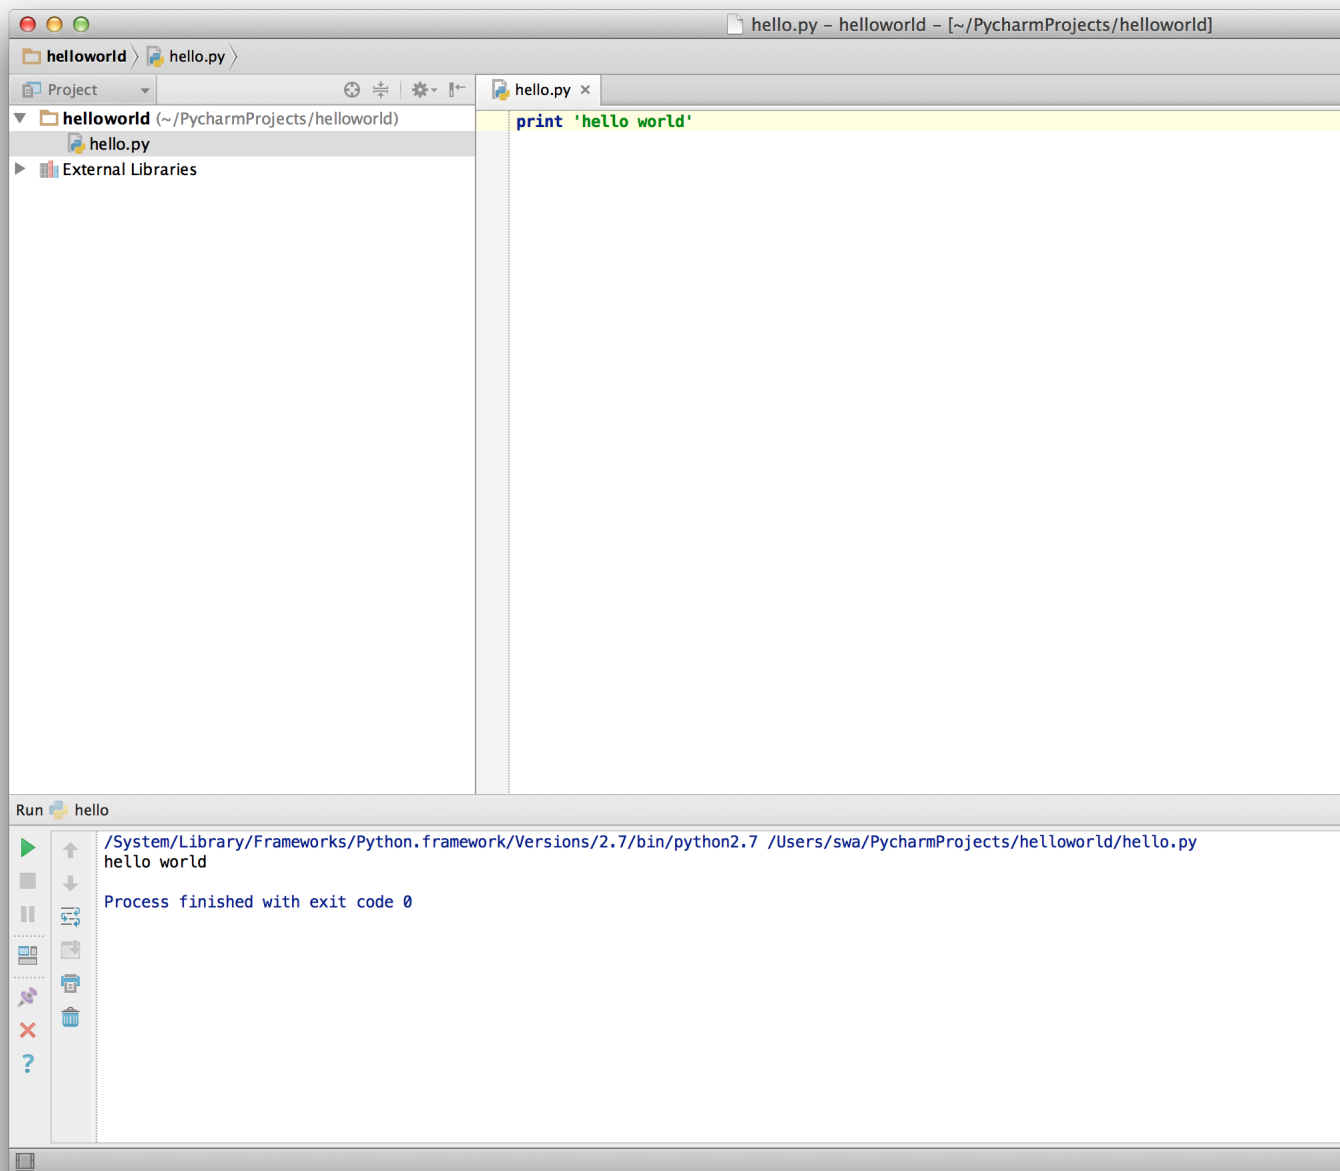 hello.py – helloworld – [~/PycharmProjects/helloworld]
helloworld hello.py
Project
hello.py
helloworld (~/PycharmProjects/helloworld)
hello.py
External Libraries
print 'hello world'
Run hello
/System/Library/Frameworks/Python.framework/Versions/2.7/bin/python2.7 /Users/swa/PycharmProjects/helloworld/hello.py
hello world
Process finished with exit code 0
?